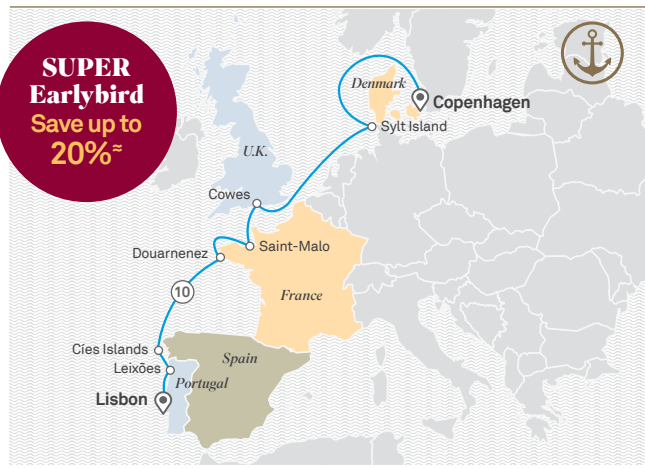 SUPER
Earlybird
Save up to
20%≈
Denmark
Copenhagen
Sylt Island
U.K.
Cowes
Saint-Malo
Douarnenez
10
France
Cíes Islands
Spain
Leixões
Portugal
Lisbon